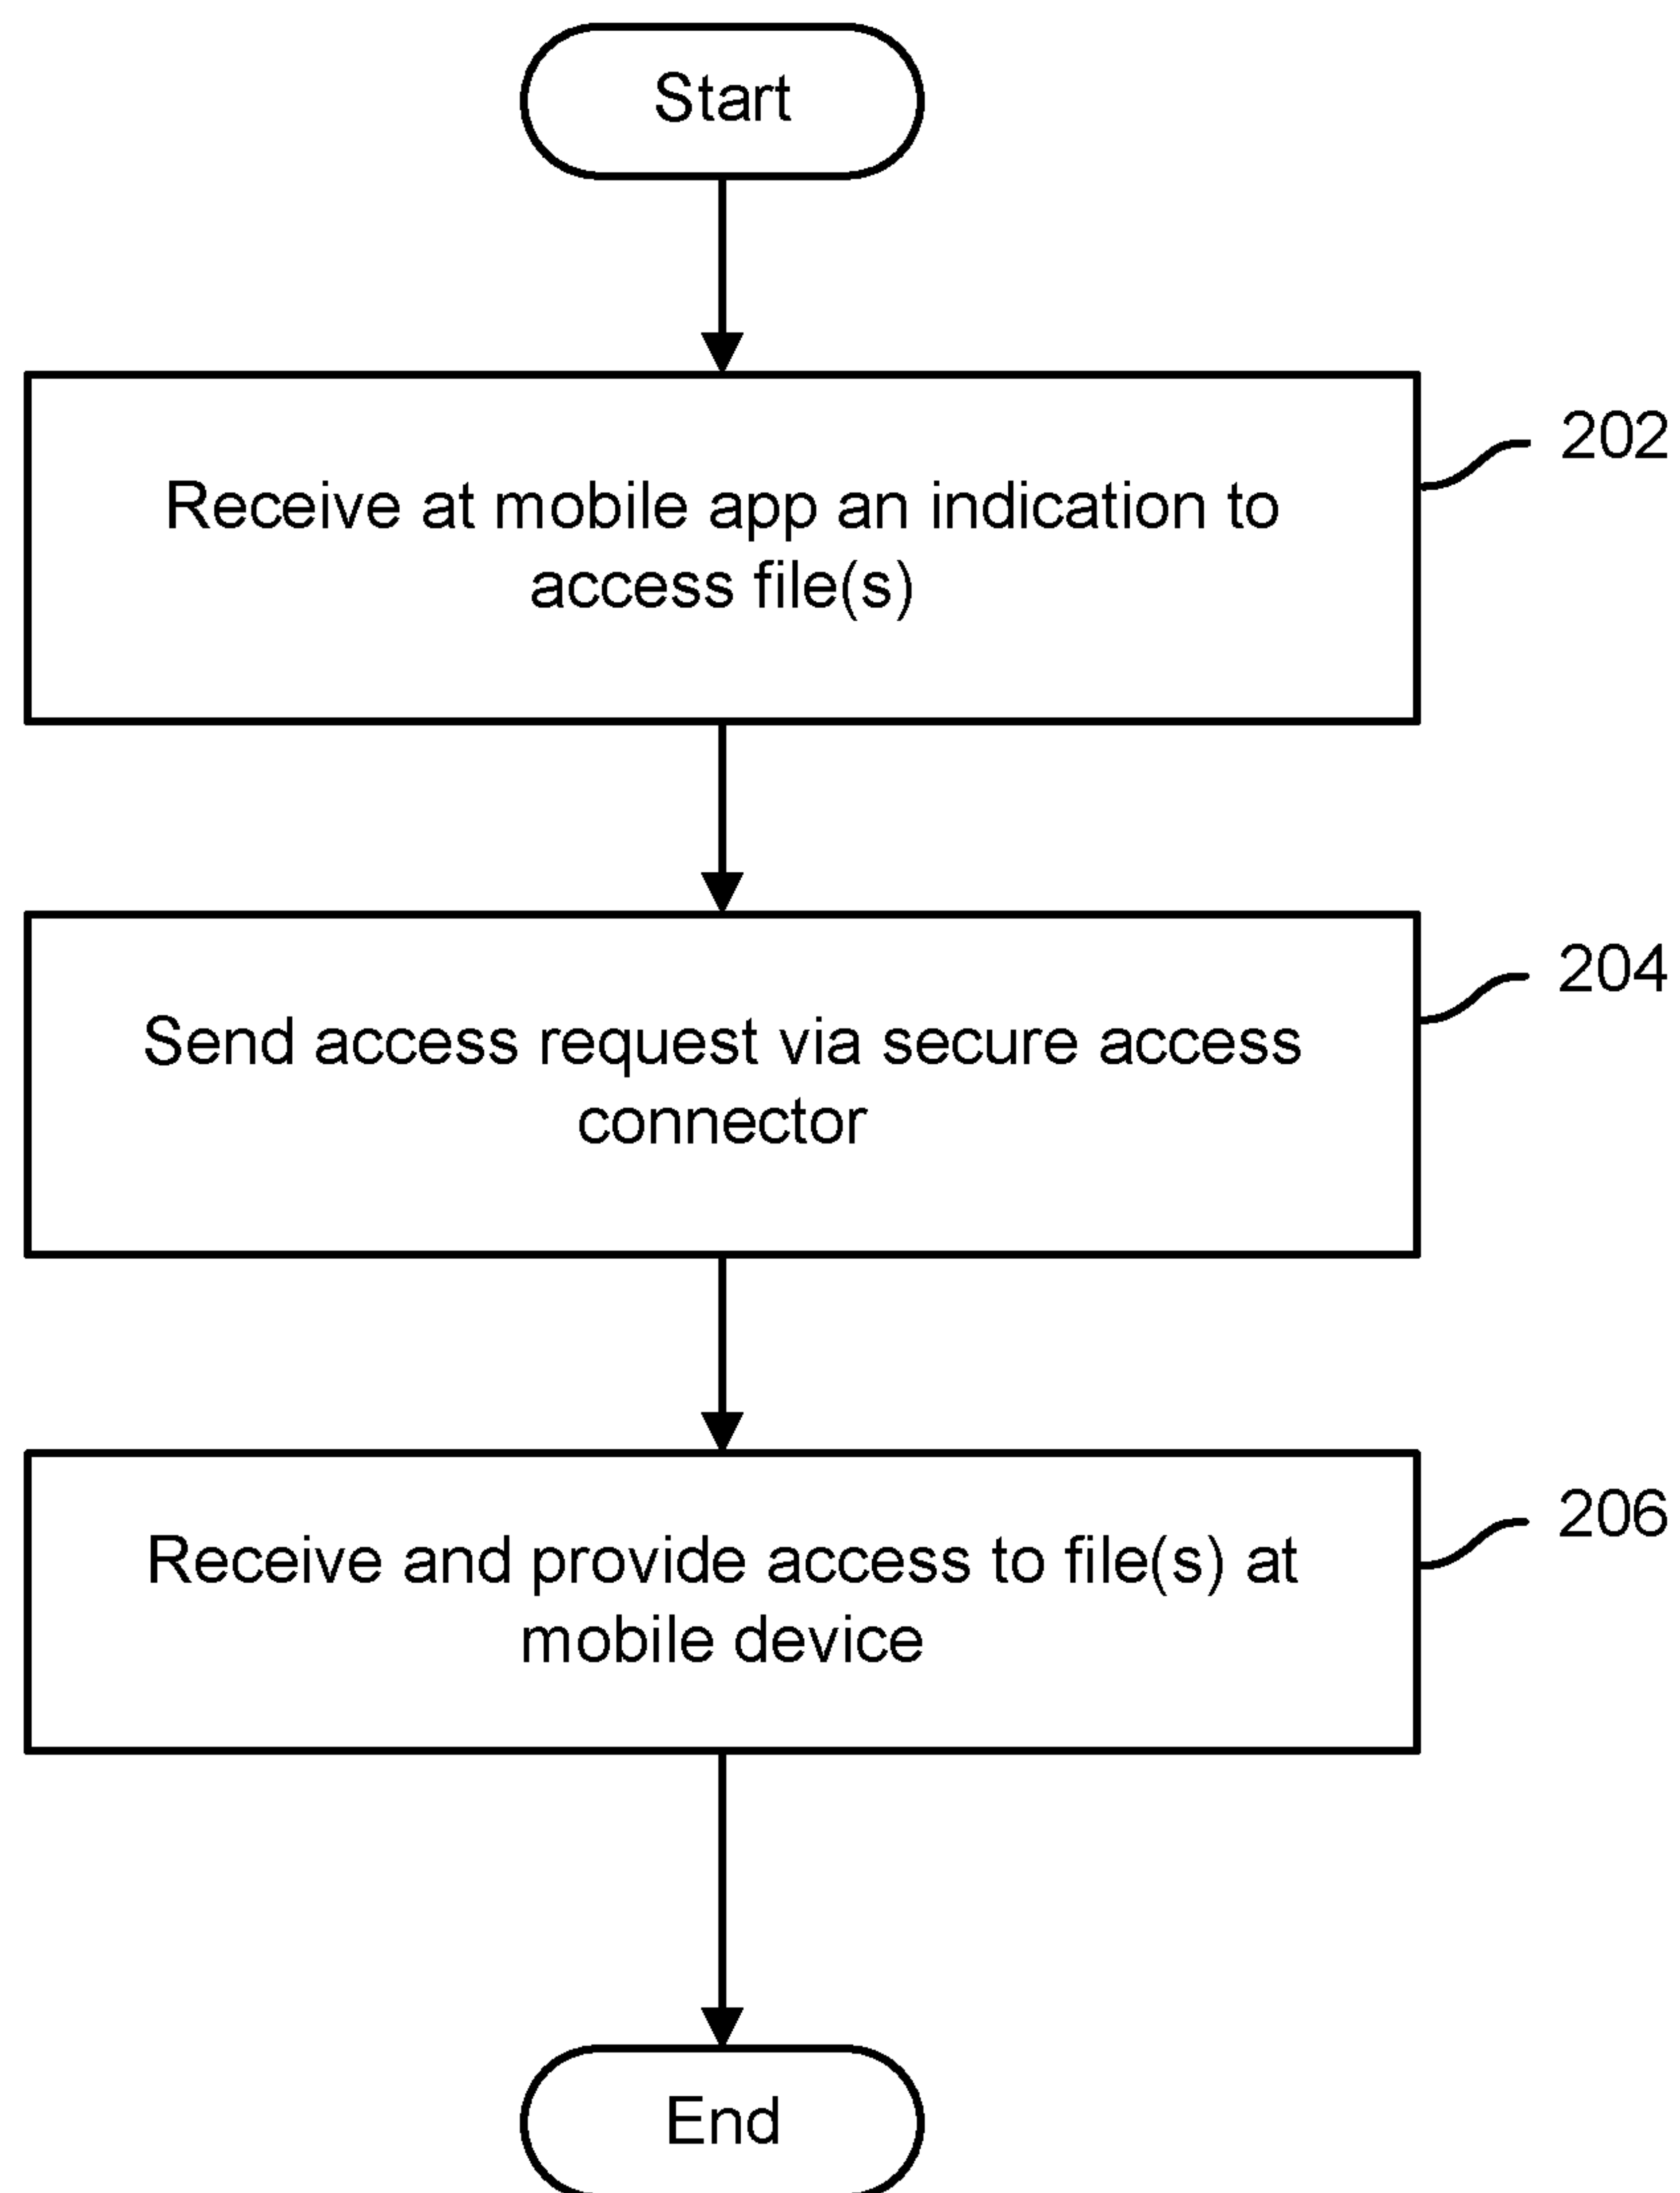 Start
Receive at mobile app an indication to
access file(s)
202
Send access request via secure access
connector
204
Receive and provide access to file(s) at
mobile device
206
End